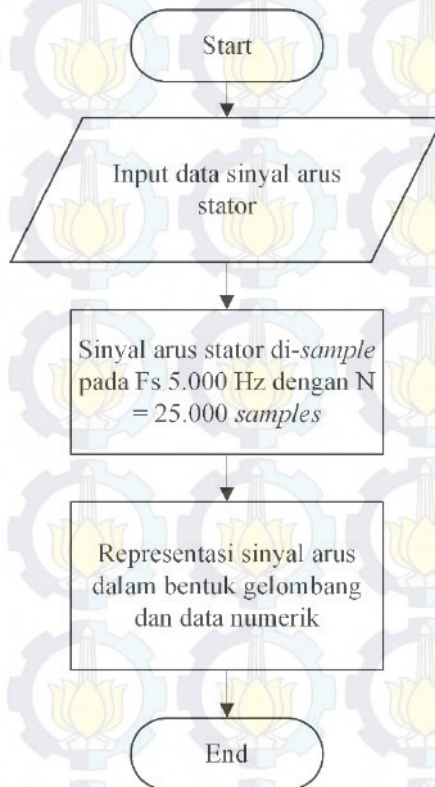 Start
Input data sinyal arus
stator
Sinyal arus stator di-sample
pada Fs 5.000 Hz dengan N
= 25.000 samples
Representasi sinyal arus
dalam bentuk gelombang
dan data numerik
End